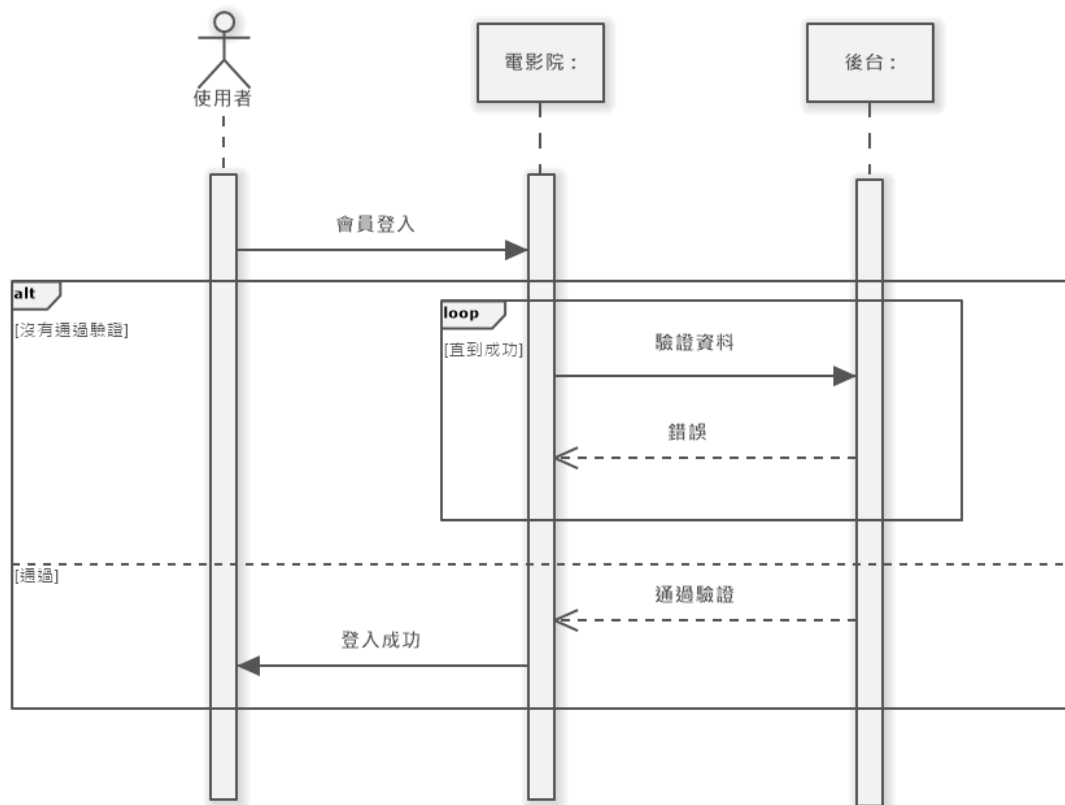 使用者
電影院 :
後台 :
會員登入
alt
[沒有通過驗證]
loop
[直到成功]
驗證資料
錯誤
[通過]
通過驗證
登入成功